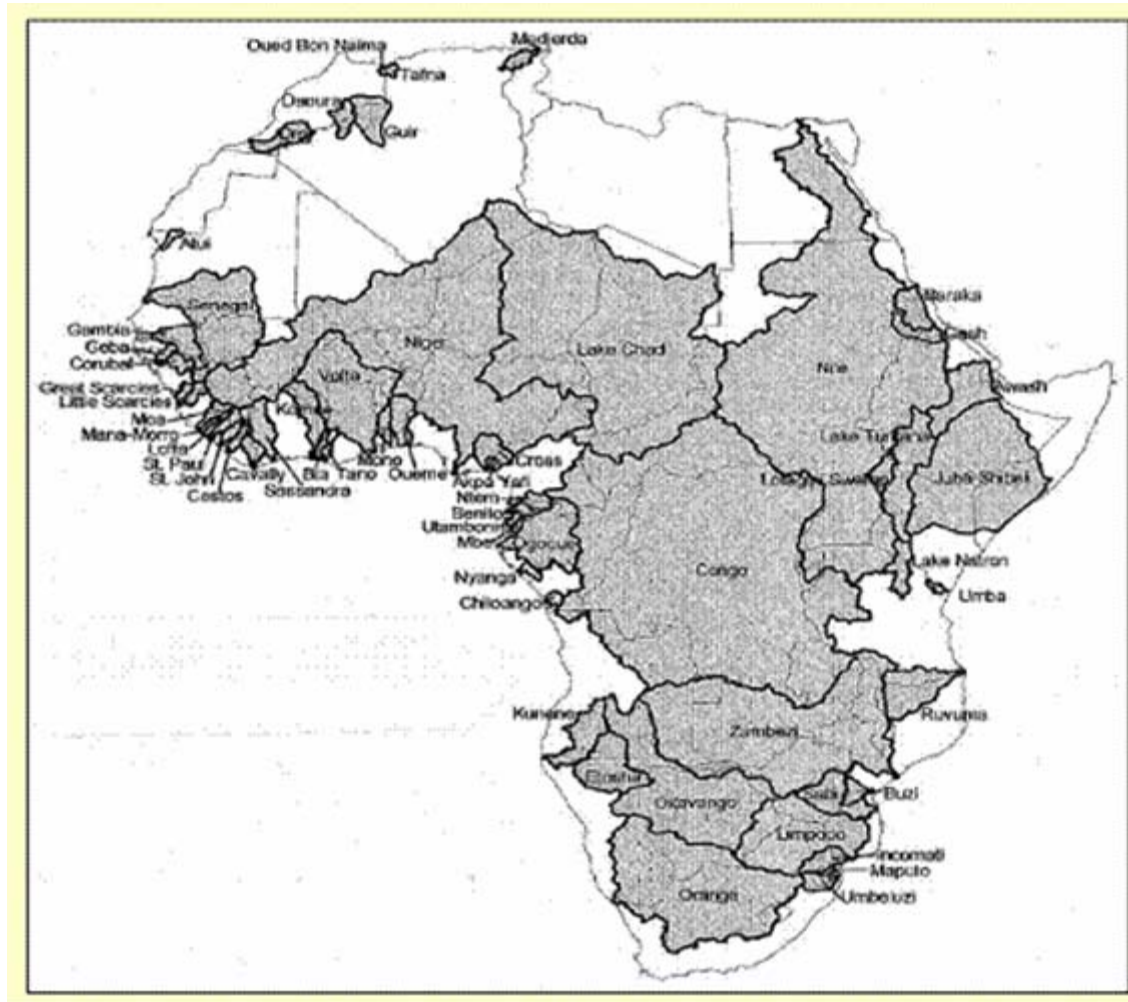 Medjerda
Oued Bon Naima
Tafna
Daoura
Guir
Atui
Senegal
Baraka
Gash
Gambia
Geba
Corubal
Niger
Lake Chad
Nile
Volta
Awash
Great Scarcies
Little Scarcies
Komoe
Moa
Mana-Morro
Lofta
St. Paul
St. John
Cestos
Cavally
Sassandra
Bia
Tano
Mono
Oueme
Cross
Akpa Yafi
Lake Turkana
Juba-Shibeli
Ntem
Benito
Utamboni
Mbe
Ogooue
Nyanga
Congo
Lake Natron
Umba
Chiloango
Kunene
Zambezi
Ruvuma
Etosha
Okavango
Sabi
Buzi
Limpopo
Incomati
Maputo
Orange
Umbeluzi